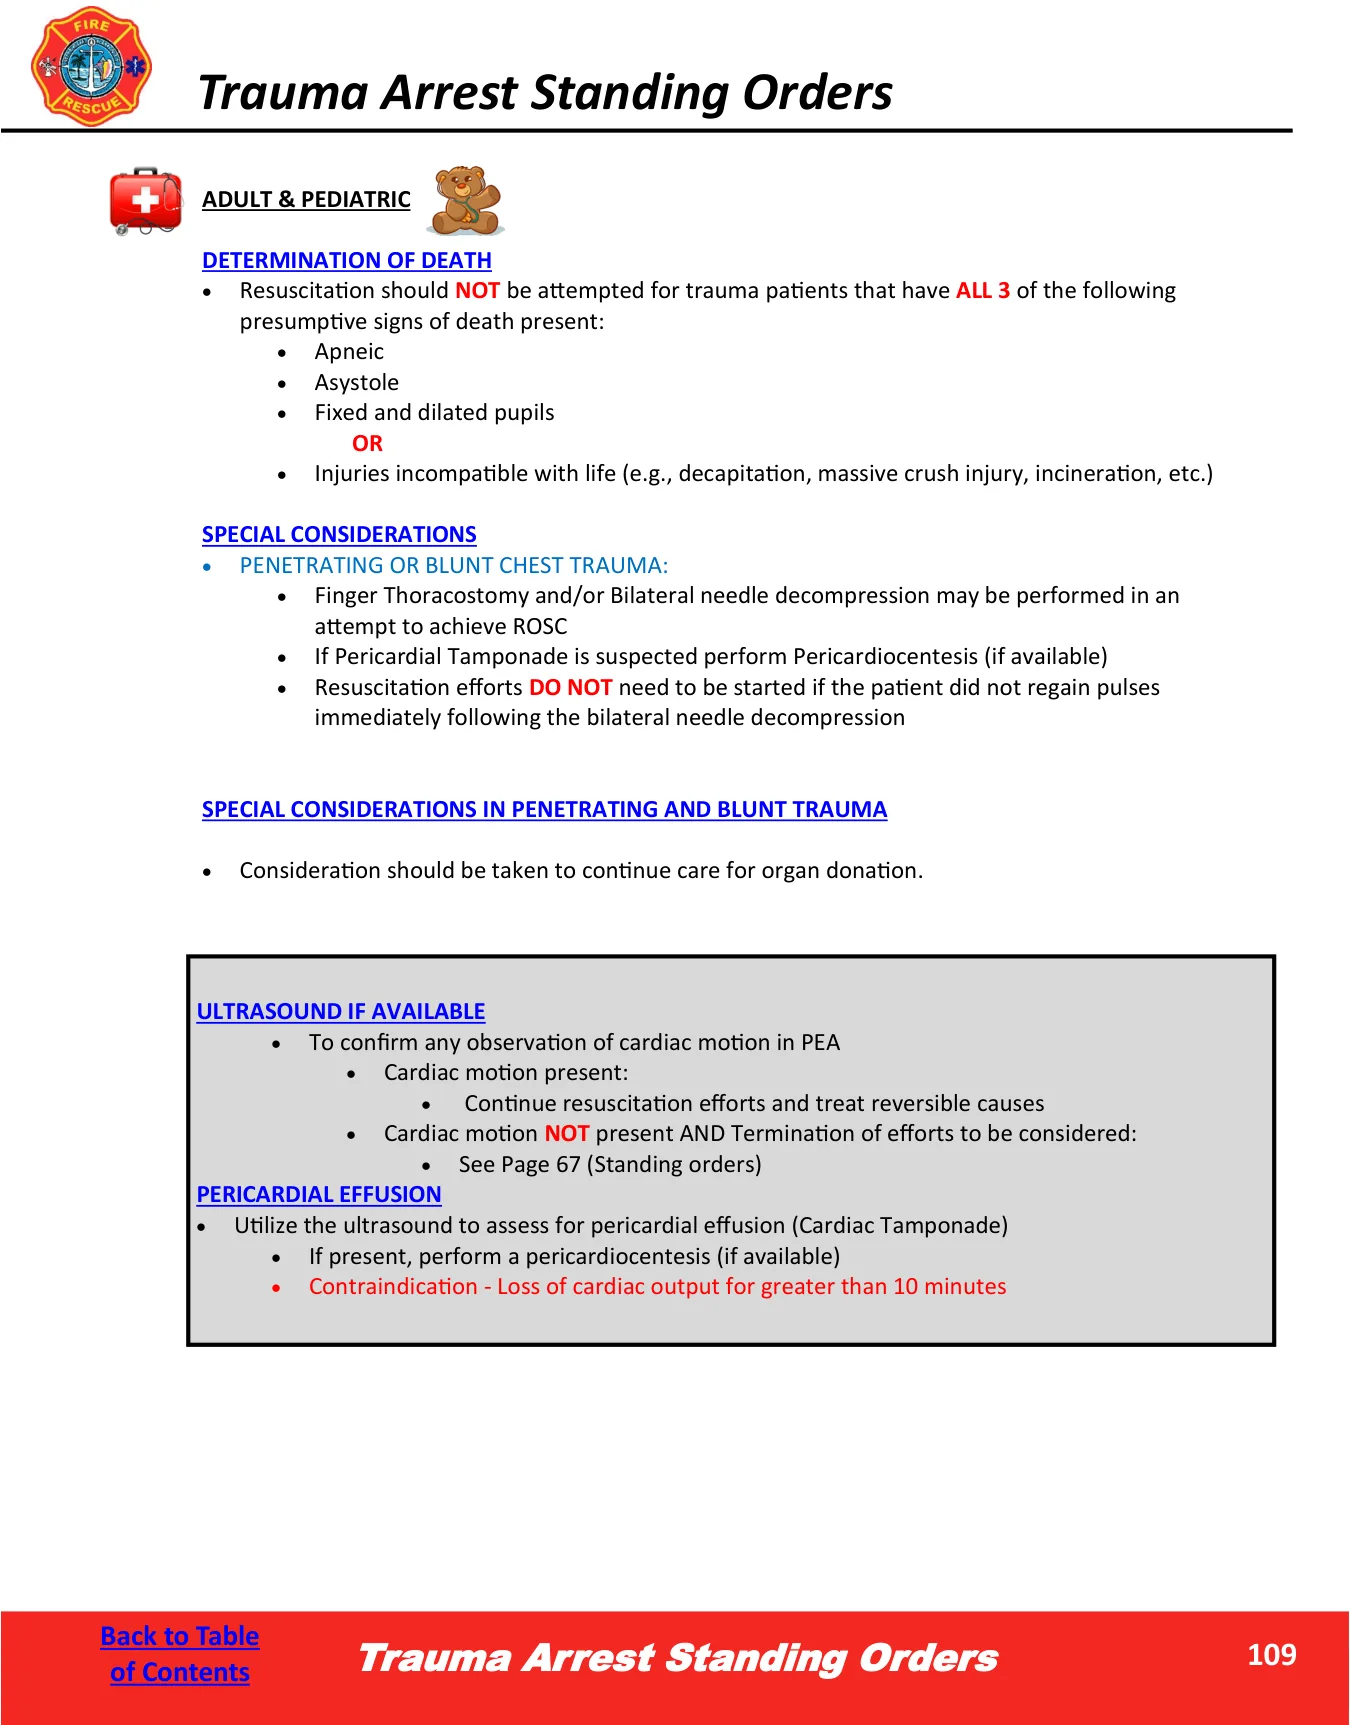 FIRE
RESCUE
Trauma Arrest Standing Orders
ADULT & PEDIATRIC
DETERMINATION OF DEATH
• Resuscitation should NOT be attempted for trauma patients that have ALL 3 of the following
presumptive signs of death present:
• Apneic
• Asystole
• Fixed and dilated pupils
OR
• Injuries incompatible with life (e.g., decapitation, massive crush injury, incineration, etc.)
SPECIAL CONSIDERATIONS
• PENETRATING OR BLUNT CHEST TRAUMA:
• Finger Thoracostomy and/or Bilateral needle decompression may be performed in an
attempt to achieve ROSC
• If Pericardial Tamponade is suspected perform Pericardiocentesis (if available)
• Resuscitation efforts DO NOT need to be started if the patient did not regain pulses
immediately following the bilateral needle decompression
SPECIAL CONSIDERATIONS IN PENETRATING AND BLUNT TRAUMA
• Consideration should be taken to continue care for organ donation.
ULTRASOUND IF AVAILABLE
• To confirm any observation of cardiac motion in PEA
• Cardiac motion present:
• Continue resuscitation efforts and treat reversible causes
• Cardiac motion NOT present AND Termination of efforts to be considered:
• See Page 67 (Standing orders)
PERICARDIAL EFFUSION
• Utilize the ultrasound to assess for pericardial effusion (Cardiac Tamponade)
• If present, perform a pericardiocentesis (if available)
• Contraindication - Loss of cardiac output for greater than 10 minutes
Back to Table
of Contents
Trauma Arrest Standing Orders
109